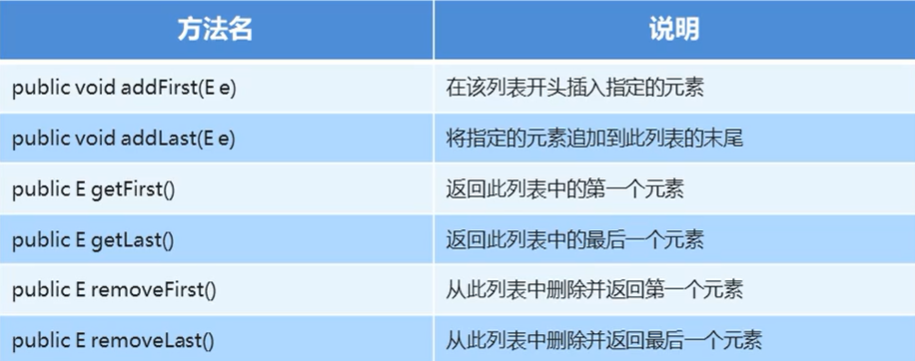 方法名 说明
public void addFirst(E e) 在该列表开头插入指定的元素
public void addLast(E e) 将指定的元素追加到此列表的末尾
public E getFirst() 返回此列表中的第一个元素
public E getLast() 返回此列表中的最后一个元素
public E removeFirst() 从此列表中删除并返回第一个元素
public E removeLast() 从此列表中删除并返回最后一个元素